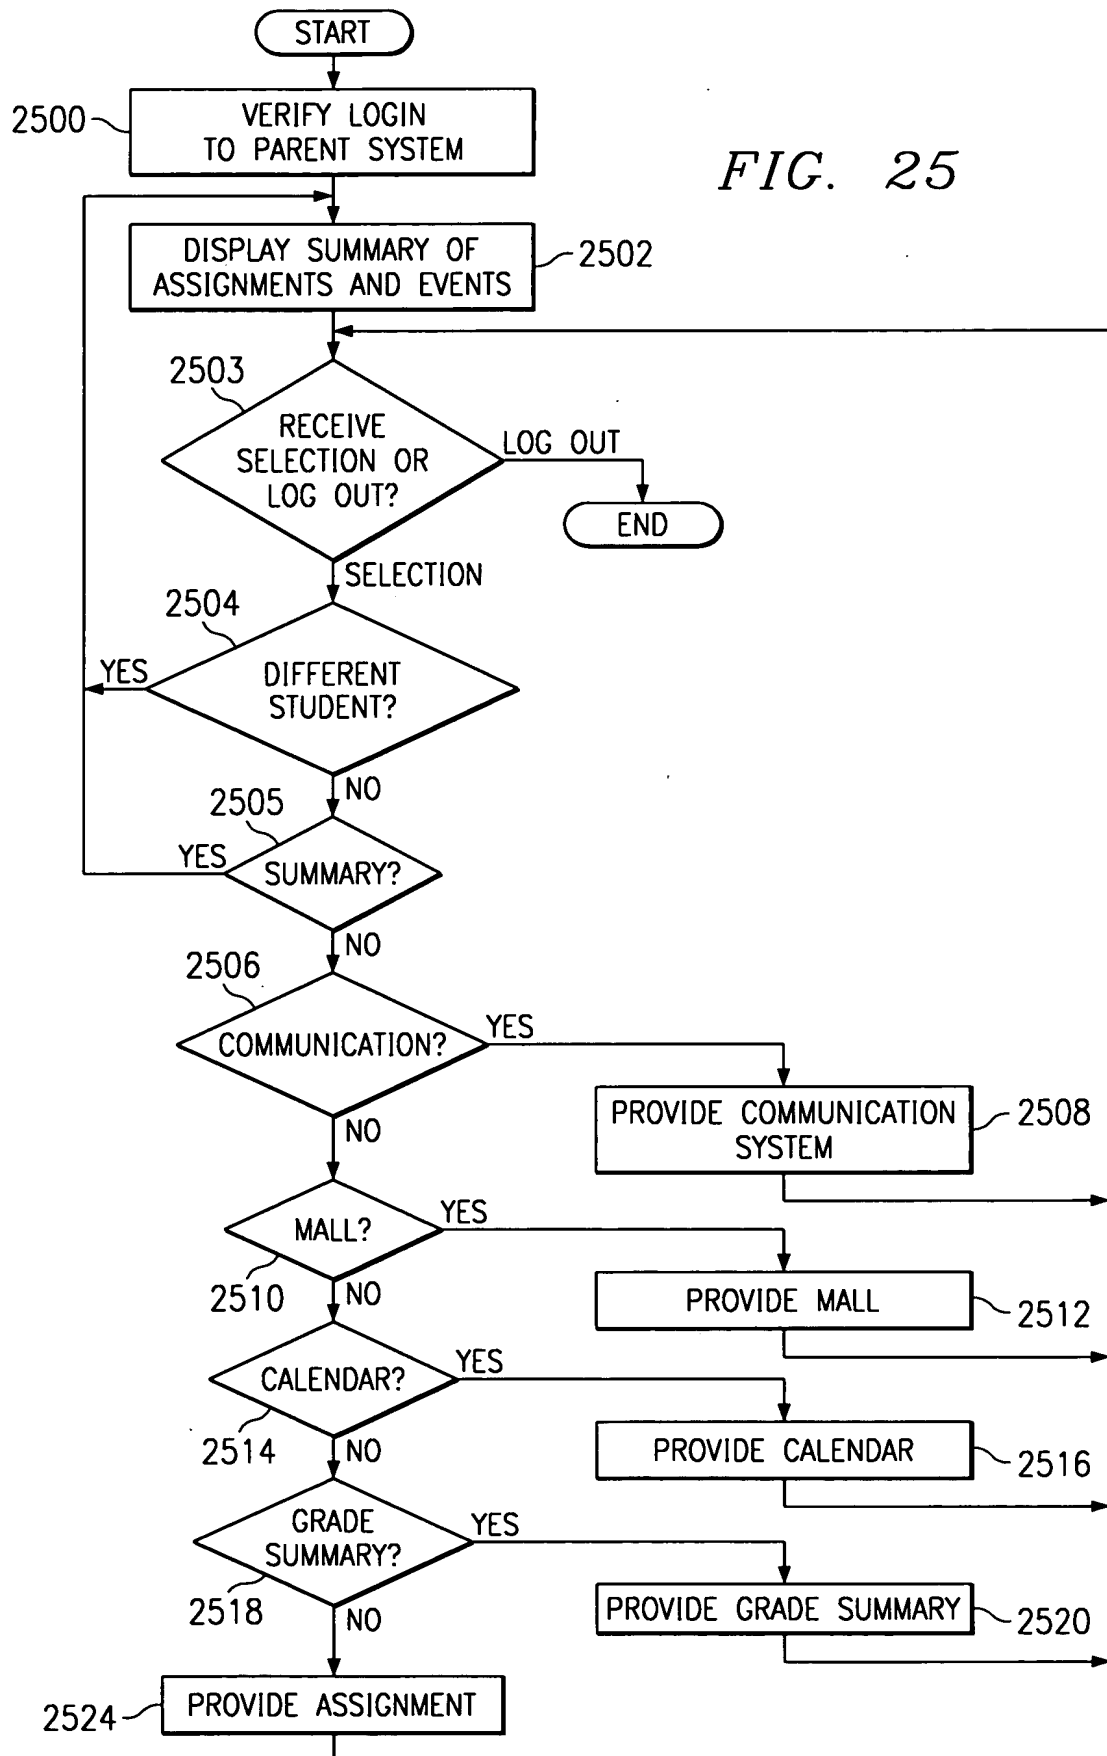 START
2500
VERIFY LOGIN
TO PARENT SYSTEM
FIG. 25
DISPLAY SUMMARY OF
ASSIGNMENTS AND EVENTS
2502
2503
RECEIVE
SELECTION OR
LOG OUT?
LOG OUT
END
SELECTION
2504
YES
DIFFERENT
STUDENT?
NO
2505
YES
SUMMARY?
NO
2506
COMMUNICATION?
YES
PROVIDE COMMUNICATION
SYSTEM
2508
NO
MALL?
YES
2510
NO
PROVIDE MALL
2512
CALENDAR?
YES
2514
NO
PROVIDE CALENDAR
2516
GRADE
SUMMARY?
YES
2518
NO
PROVIDE GRADE SUMMARY
2520
PROVIDE ASSIGNMENT
2524